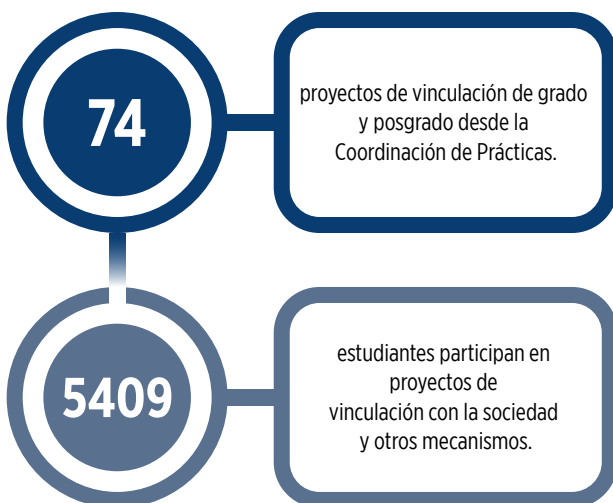 74
proyectos de vinculación de grado
y posgrado desde la
Coordinación de Prácticas.
5409
estudiantes participan en
proyectos de
vinculación con la sociedad
y otros mecanismos.